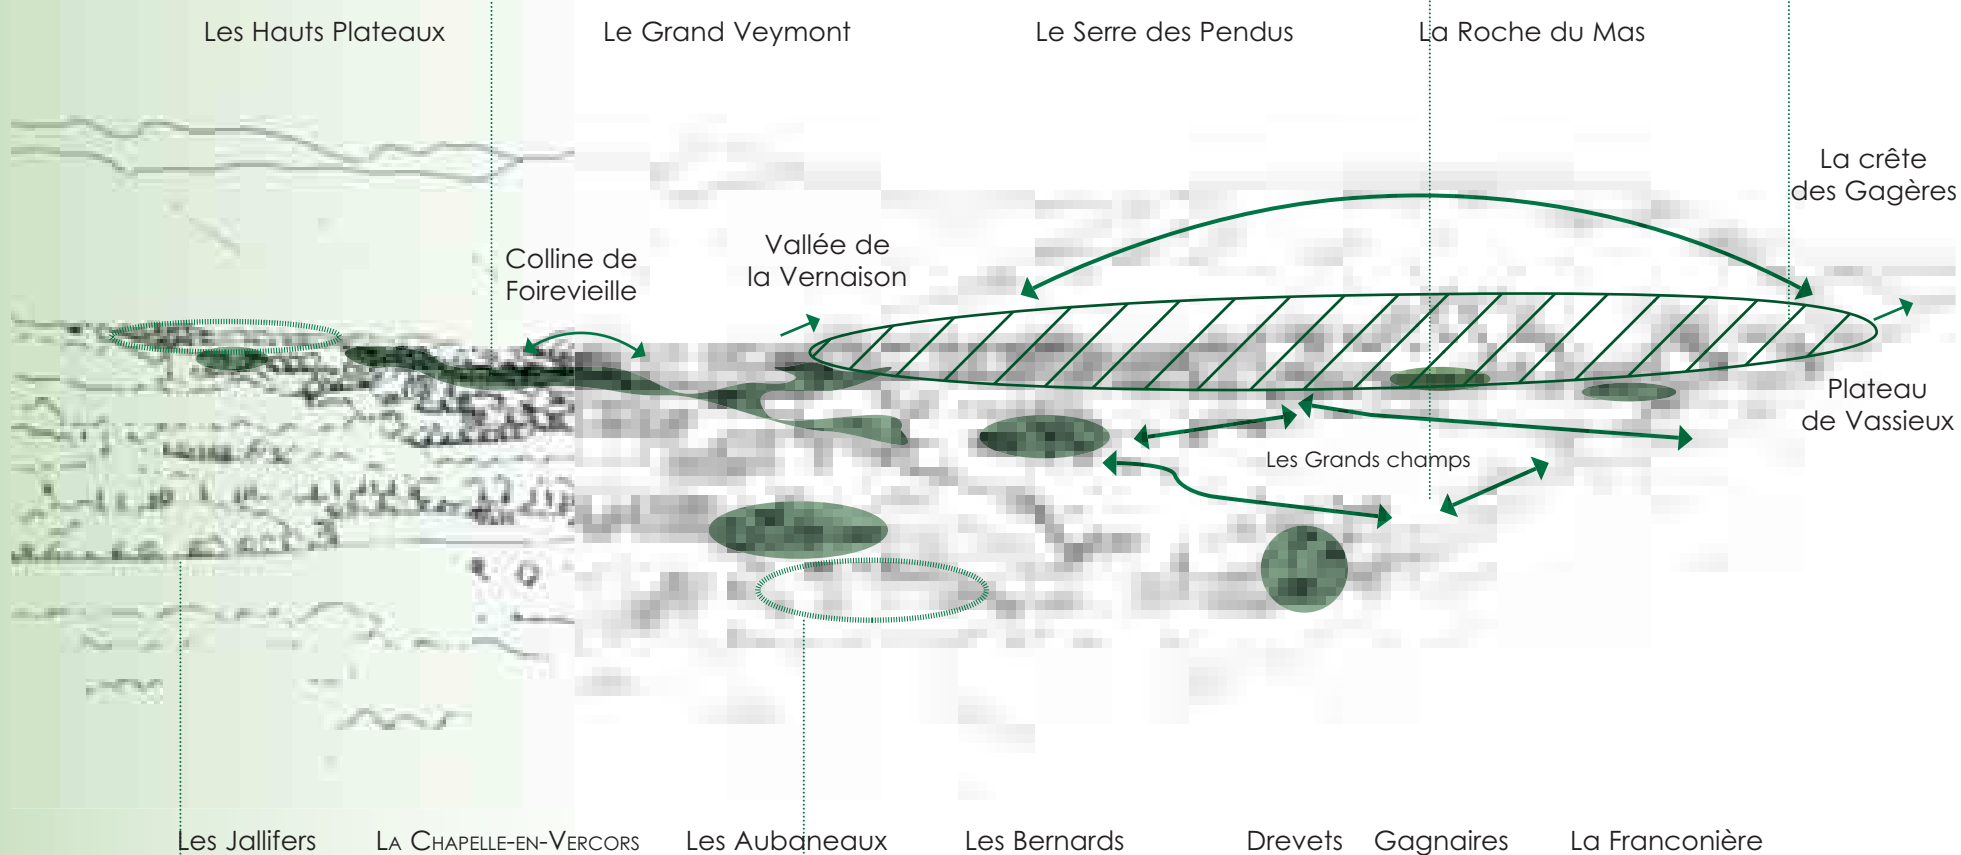 Les Hauts Plateaux
Le Grand Veymont
Le Serre des Pendus
La Roche du Mas
La crête
des Gagères
Colline de
Foirevieille
Vallée de
la Vernaison
Plateau
de Vassieux
Les Grands champs
Les Jallifers
LA CHAPELLE-EN-VERCORS
Les Aubaneaux
Les Bernards
Drevets
Gagnaires
La Franconière